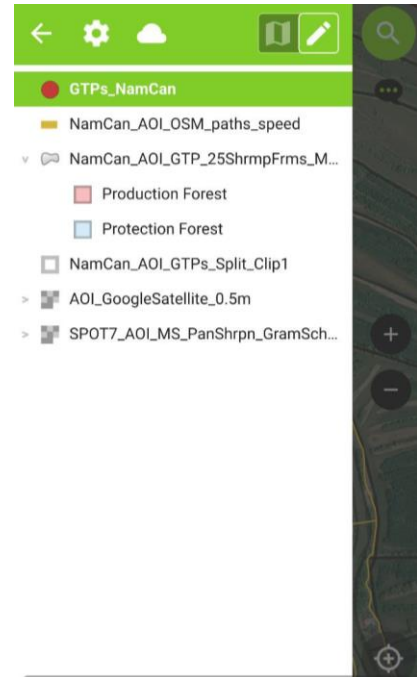 GTPs_NamCan
NamCan_AOI_OSM_paths_speed
NamCan_AOI_GTP_25ShrmpFrms_M...
Production Forest
Protection Forest
NamCan_AOI_GTPs_Split_Clip1
AOI_GoogleSatellite_0.5m
SPOT7_AOI_MS_PanShrpn_GramSch...